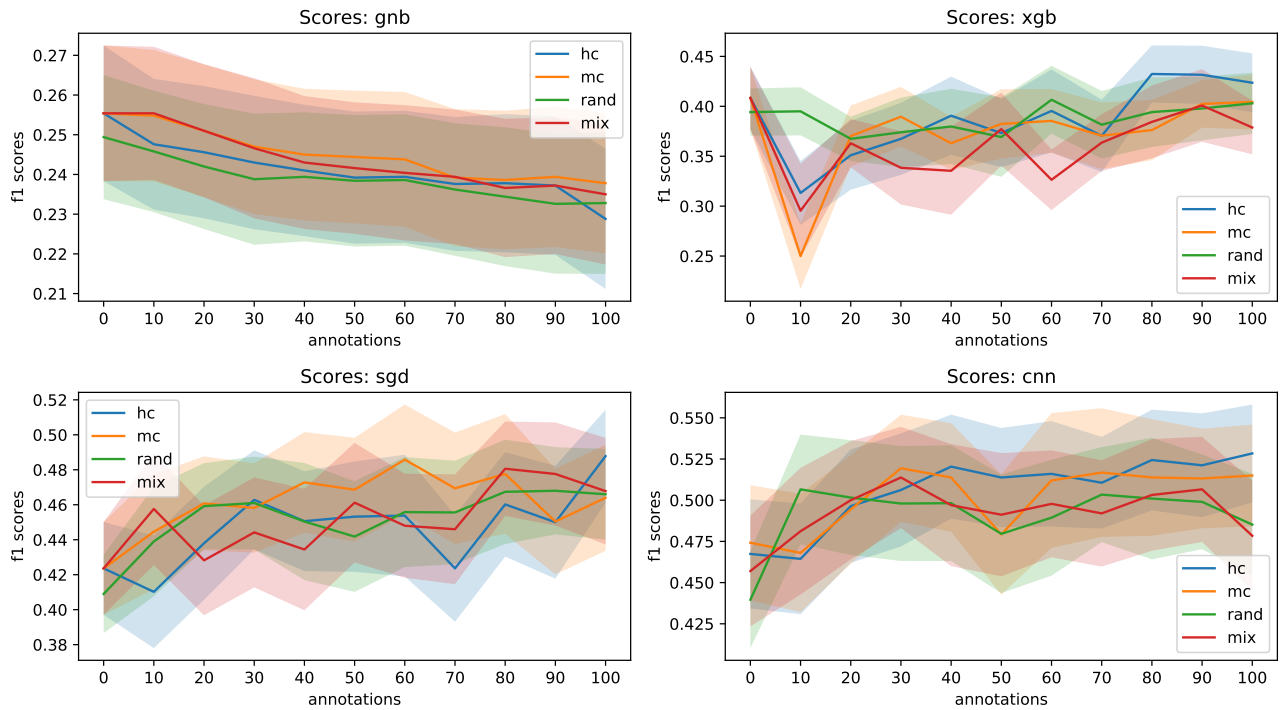 Scores: gnb
f1 scores
0.27
0.26
0.25
0.24
0.23
0.22
0.21
hc
mc
rand
mix
0 10 20 30 40 50 60 70 80 90 100
annotations
Scores: xgb
f1 scores
0.45
0.40
0.35
0.30
0.25
hc
mc
rand
mix
0 10 20 30 40 50 60 70 80 90 100
annotations
Scores: sgd
f1 scores
0.52
0.50
0.48
0.46
0.44
0.42
0.40
0.38
hc
mc
rand
mix
0 10 20 30 40 50 60 70 80 90 100
annotations
Scores: cnn
f1 scores
0.550
0.525
0.500
0.475
0.450
0.425
hc
mc
rand
mix
0 10 20 30 40 50 60 70 80 90 100
annotations